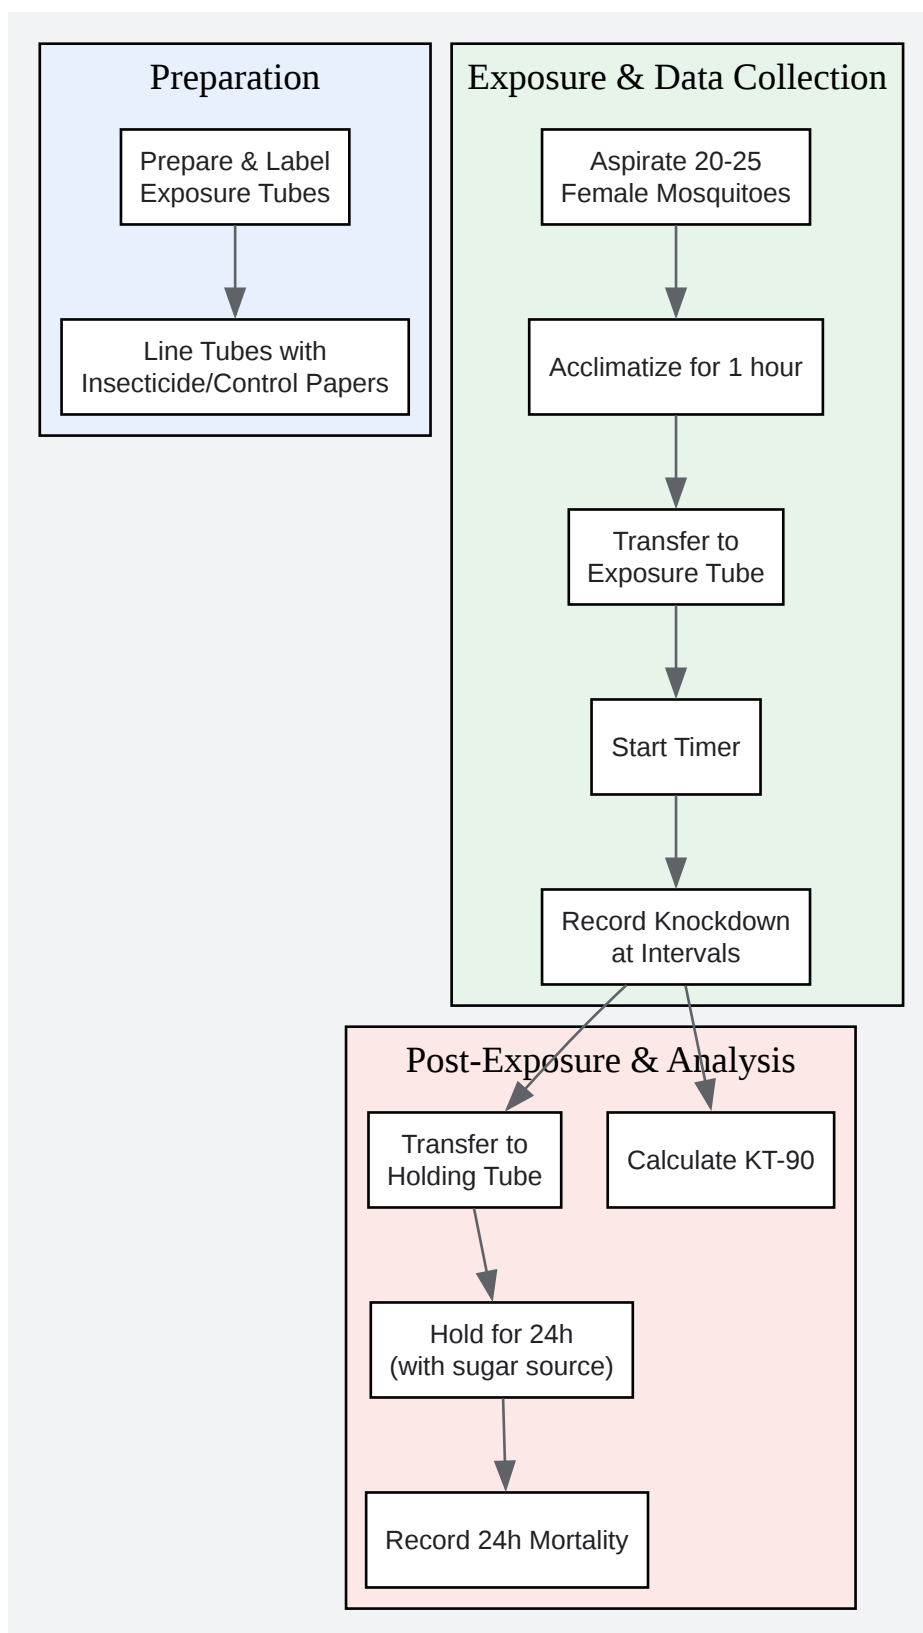 Preparation
Prepare & Label
Exposure Tubes
Line Tubes with
Insecticide/Control Papers
Exposure & Data Collection
Aspirate 20-25
Female Mosquitoes
Acclimatize for 1 hour
Transfer to
Exposure Tube
Start Timer
Record Knockdown
at Intervals
Post-Exposure & Analysis
Transfer to
Holding Tube
Calculate KT-90
Hold for 24h
(with sugar source)
Record 24h Mortality